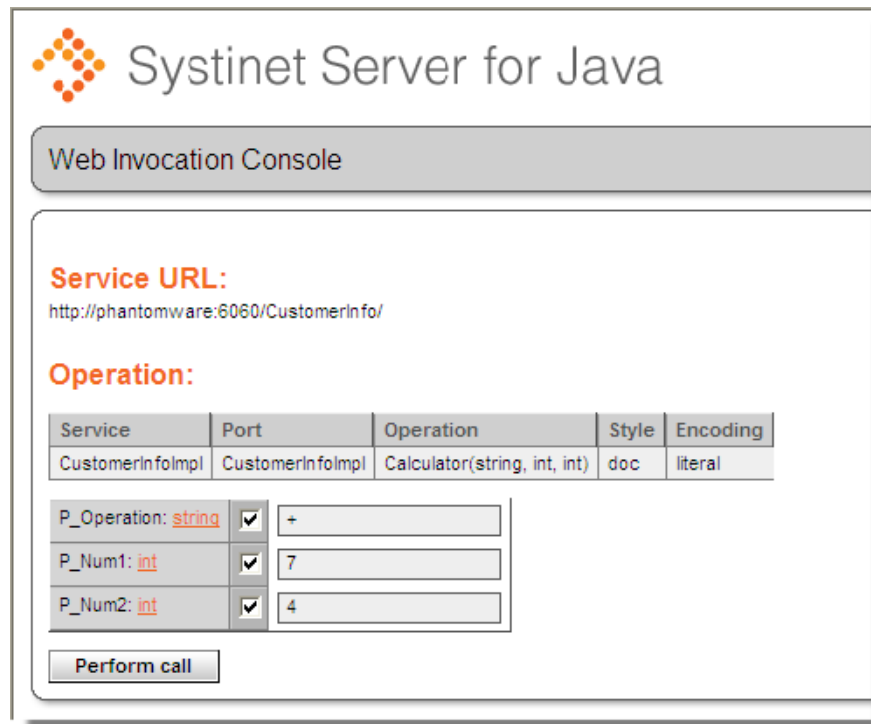 Systinet Server for Java
Web Invocation Console
Service URL:
http://phantomware:6060/CustomerInfo/
Operation:
Service Port Operation Style Encoding
CustomerInfoImpl CustomerInfoImpl Calculator(string, int, int) doc literal
P_Operation: string +
P_Num1: int 7
P_Num2: int 4
Perform call